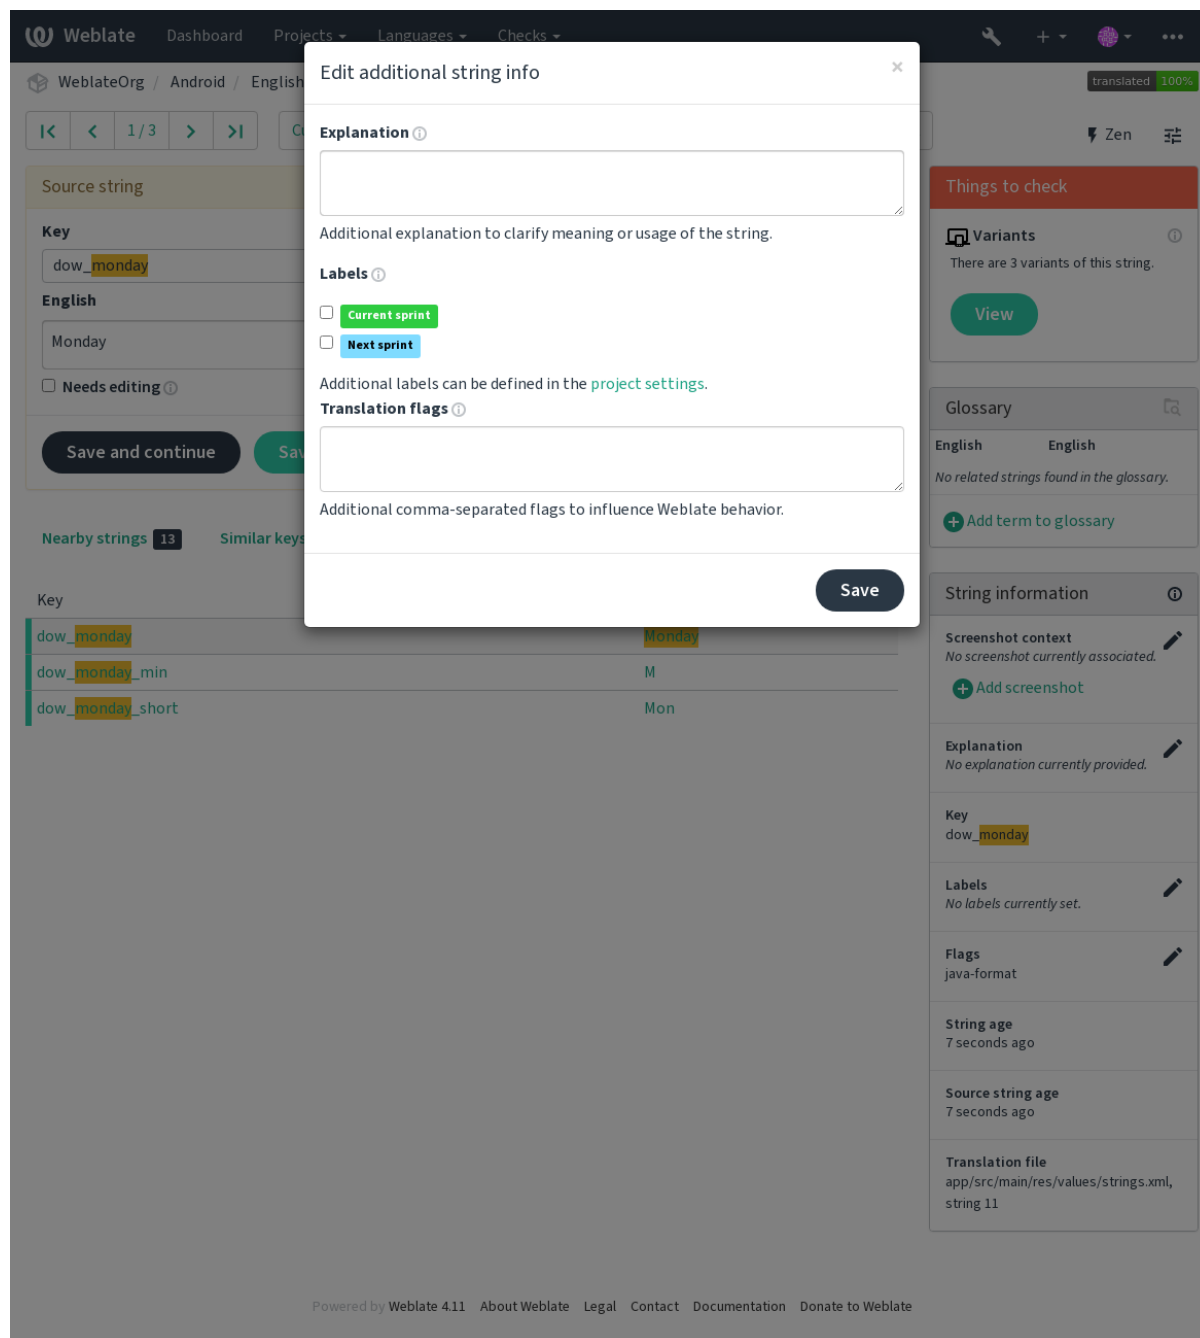 Weblate Dashboard Projects Languages Checks
Edit additional string info
×
WeblateOrg / Android / English
translated 100%
1 / 3
Zen
Explanation
Additional explanation to clarify meaning or usage of the string.
Labels
Current sprint
Next sprint
Additional labels can be defined in the project settings.
Translation flags
Additional comma-separated flags to influence Weblate behavior.
Save
Source string
Key
dow_monday
English
Monday
Needs editing
Save and continue
Nearby strings 13 Similar keys
Key
dow_monday Monday
dow_monday_min M
dow_monday_short Mon
Things to check
Variants
There are 3 variants of this string.
View
Glossary
English English
No related strings found in the glossary.
Add term to glossary
String information
Screenshot context
No screenshot currently associated.
Add screenshot
Explanation
No explanation currently provided.
Key
dow_monday
Labels
No labels currently set.
Flags
java-format
String age
7 seconds ago
Source string age
7 seconds ago
Translation file
app/src/main/res/values/strings.xml,
string 11
Powered by Weblate 4.11 About Weblate Legal Contact Documentation Donate to Weblate